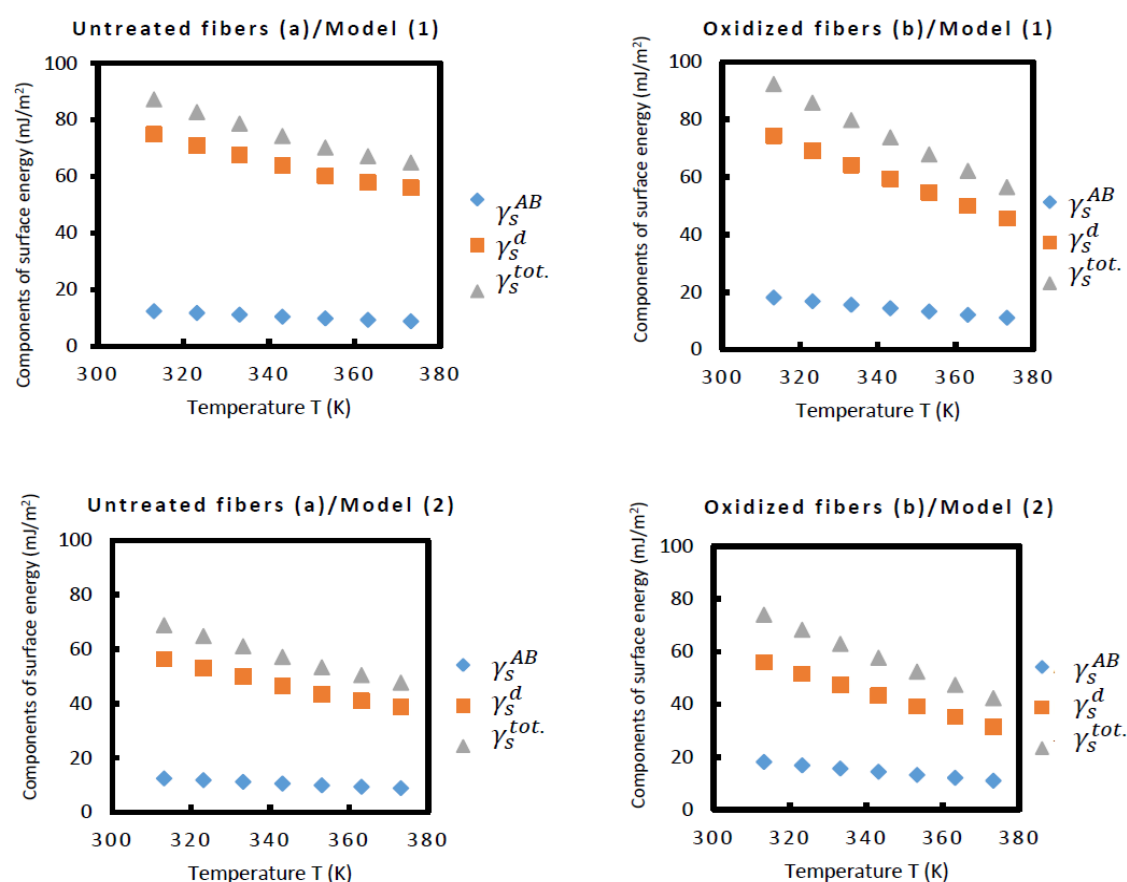 Untreated fibers (a)/Model (1)
Components of surface energy (mJ/m²)
100
80
60
40
20
0
300 320 340 360 380
Temperature T (K)
γ_s^AB
γ_s^d
γ_s^tot.
Oxidized fibers (b)/Model (1)
Components of surface energy (mJ/m²)
100
80
60
40
20
0
300 320 340 360 380
Temperature T (K)
γ_s^AB
γ_s^d
γ_s^tot.
Untreated fibers (a)/Model (2)
Components of surface energy (mJ/m²)
100
80
60
40
20
0
300 320 340 360 380
Temperature T (K)
γ_s^AB
γ_s^d
γ_s^tot.
Oxidized fibers (b)/Model (2)
Components of surface energy (mJ/m²)
100
80
60
40
20
0
300 320 340 360 380
Temperature T (K)
γ_s^AB
γ_s^d
γ_s^tot.